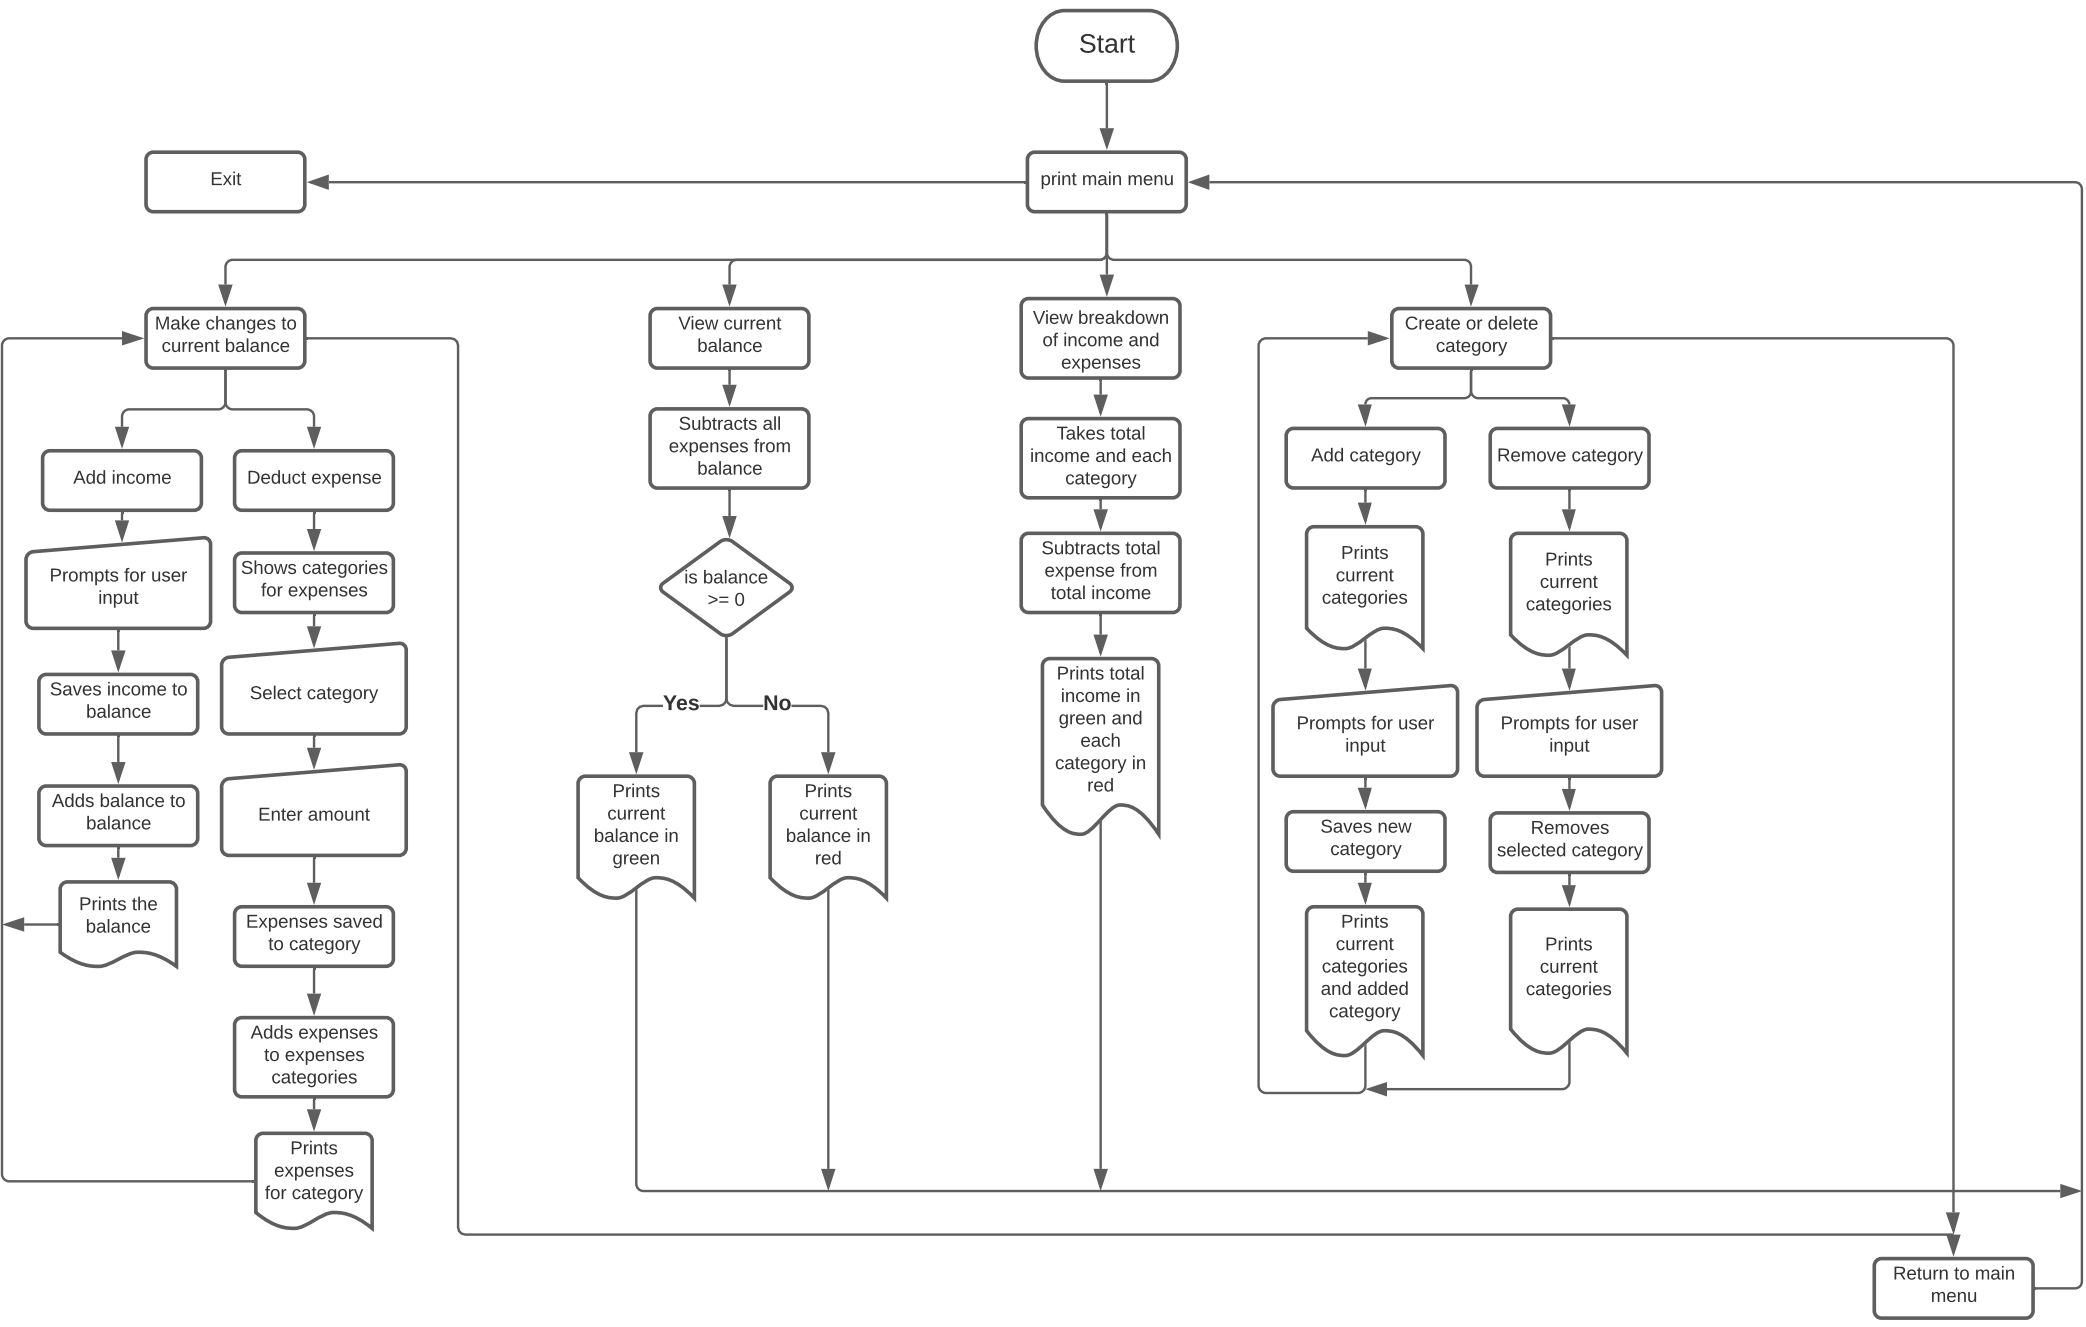 Start
Exit
print main menu
Make changes to
current balance
View current
balance
View breakdown
of income and
expenses
Create or delete
category
Add income
Deduct expense
Subtracts all
expenses from
balance
Takes total
income and each
category
Add category
Remove category
Prompts for user
input
Shows categories
for expenses
is balance
>= 0
Subtracts total
expense from
total income
Prints
current
categories
Prints
current
categories
Saves income to
balance
Select category
Yes
No
Prints total
income in
green and
each
category in
red
Prompts for user
input
Prompts for user
input
Adds balance to
balance
Enter amount
Prints
current
balance in
green
Prints
current
balance in
red
Saves new
category
Removes
selected category
Prints the
balance
Expenses saved
to category
Prints
current
categories
and added
category
Prints
current
categories
Adds expenses
to expenses
categories
Prints
expenses
for category
Return to main
menu